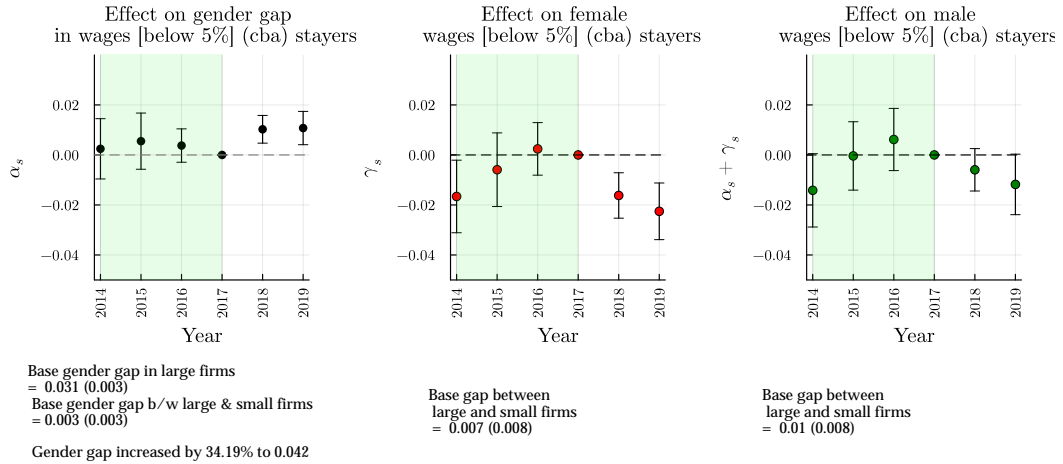 Effect on gender gap
in wages [below 5%] (cba) stayers
0.02
0.00
−0.02
−0.04
α_s
2014
2015
2016
2017
2018
2019
Year
Base gender gap in large firms
= 0.031 (0.003)
Base gender gap b/w large & small firms
= 0.003 (0.003)
Gender gap increased by 34.19% to 0.042
Effect on female
wages [below 5%] (cba) stayers
0.02
0.00
−0.02
−0.04
γ_s
2014
2015
2016
2017
2018
2019
Year
Base gap between
large and small firms
= 0.007 (0.008)
Effect on male
wages [below 5%] (cba) stayers
0.02
0.00
−0.02
−0.04
α_s + γ_s
2014
2015
2016
2017
2018
2019
Year
Base gap between
large and small firms
= 0.01 (0.008)